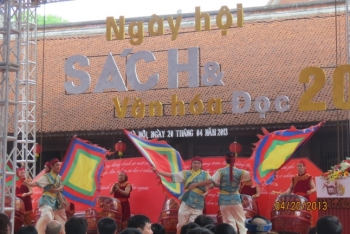 Ngày hội
SÁCH &
Văn hóa Đọc 20
HÀ NỘI, NGÀY 20 THÁNG 04 NĂM 2013
04/20/2013